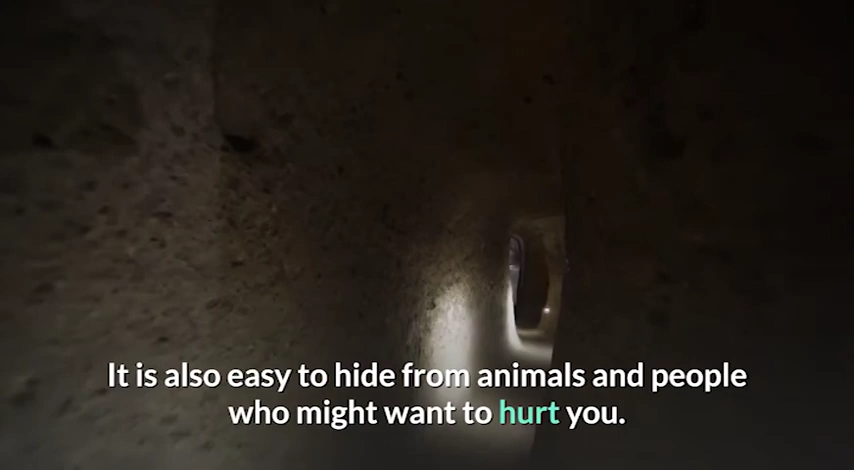 It is also easy to hide from animals and people
who might want to hurt you.